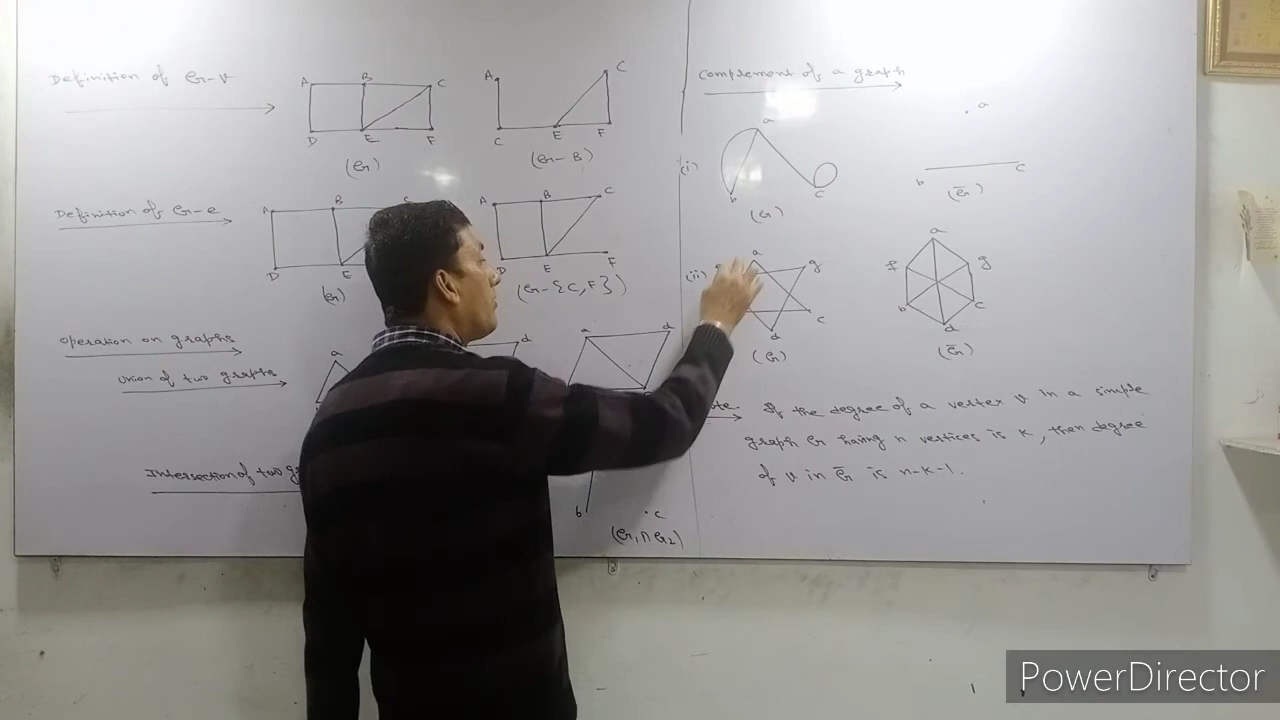 Definition of G-v
A B C
D E F
(G)
A C
C E F
(G-B)
Definition of G-e
A B C
D E
(G)
A B C
D E F
(G-{C,F})
Operation on graphs
Union of two graphs
a d
a d
Intersection of two
b .c
(G1∩G2)
Complement of a graph
(i)
a
b c
(G)
.a
b c
(G̅)
(ii)
a g
c
d
(G)
a
f g
b c
d
(G̅)
If the degree of a vertex v in a simple
graph G having n vertices is k, then degree
of v in G̅ is n-k-1.
PowerDirector